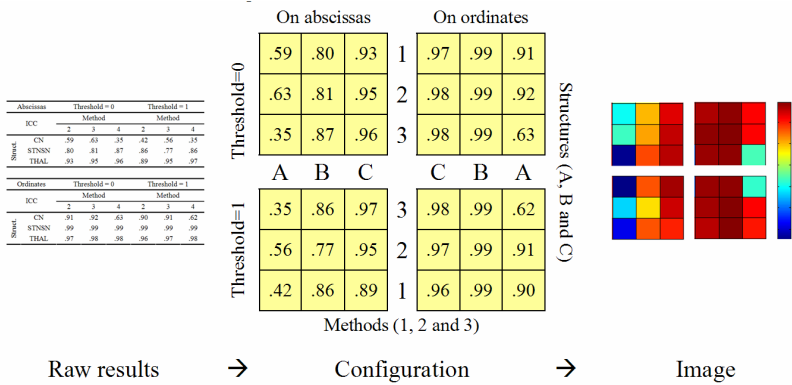 On abscissas On ordinates
Abscissas Threshold = 0 Threshold = 1
ICC Method Method
2 3 4 2 3 4
Struct.
CN .59 .63 .35 .42 .56 .35
STNSN .80 .81 .87 .86 .77 .86
THAL .93 .95 .96 .89 .95 .97
Ordinates Threshold = 0 Threshold = 1
ICC Method Method
2 3 4 2 3 4
Struct.
CN .91 .92 .63 .90 .91 .62
STNSN .99 .99 .99 .99 .99 .99
THAL .97 .98 .98 .96 .97 .98
Threshold=0
.59 .80 .93 1 .97 .99 .91
.63 .81 .95 2 .98 .99 .92
.35 .87 .96 3 .98 .99 .63
A B C C B A
Threshold=1
.35 .86 .97 3 .98 .99 .62
.56 .77 .95 2 .97 .99 .91
.42 .86 .89 1 .96 .99 .90
Structures (A, B and C)
Methods (1, 2 and 3)
Raw results → Configuration → Image